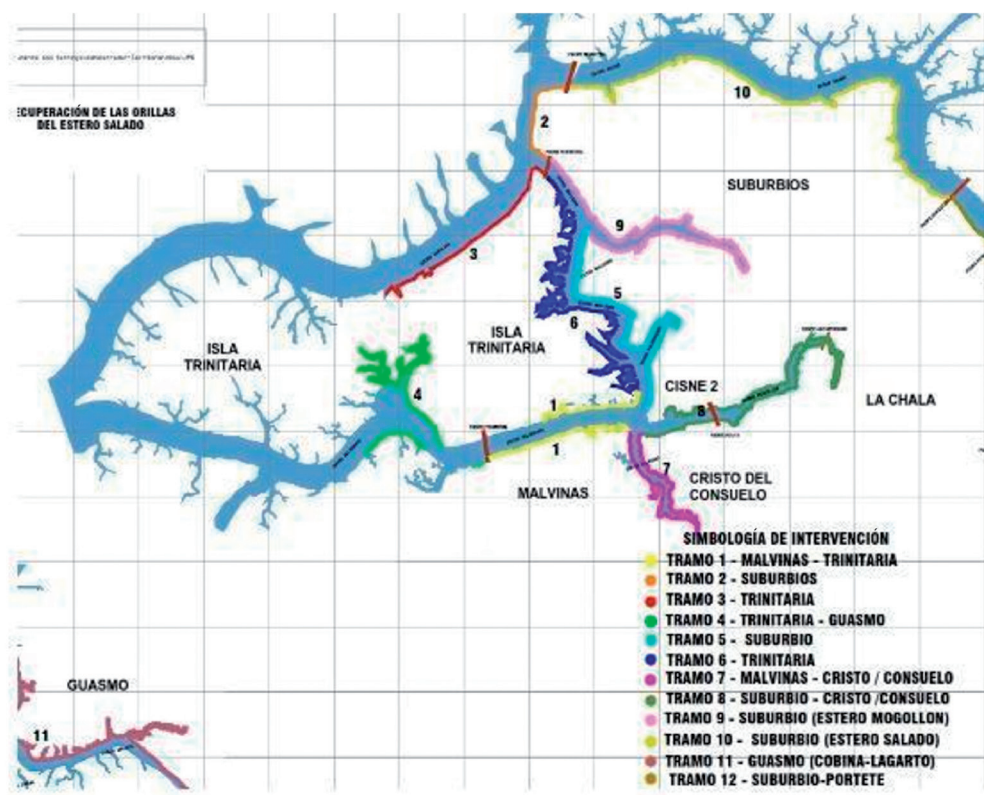 ECUPERACIÓN DE LAS ORILLAS
DEL ESTERO SALADO
10
2
SUBURBIOS
9
3
5
6
ISLA
TRINITARIA
ISLA
TRINITARIA
4
CISNE 2
1
8
LA CHALA
1
7
MALVINAS
CRISTO DEL
CONSUELO
SIMBOLOGÍA DE INTERVENCIÓN
TRAMO 1 - MALVINAS - TRINITARIA
TRAMO 2 - SUBURBIOS
TRAMO 3 - TRINITARIA
TRAMO 4 - TRINITARIA - GUASMO
TRAMO 5 - SUBURBIO
TRAMO 6 - TRINITARIA
TRAMO 7 - MALVINAS - CRISTO / CONSUELO
TRAMO 8 - SUBURBIO - CRISTO /CONSUELO
TRAMO 9 - SUBURBIO (ESTERO MOGOLLON)
TRAMO 10 - SUBURBIO (ESTERO SALADO)
TRAMO 11 - GUASMO (COBINA-LAGARTO)
TRAMO 12 - SUBURBIO-PORTETE
GUASMO
11